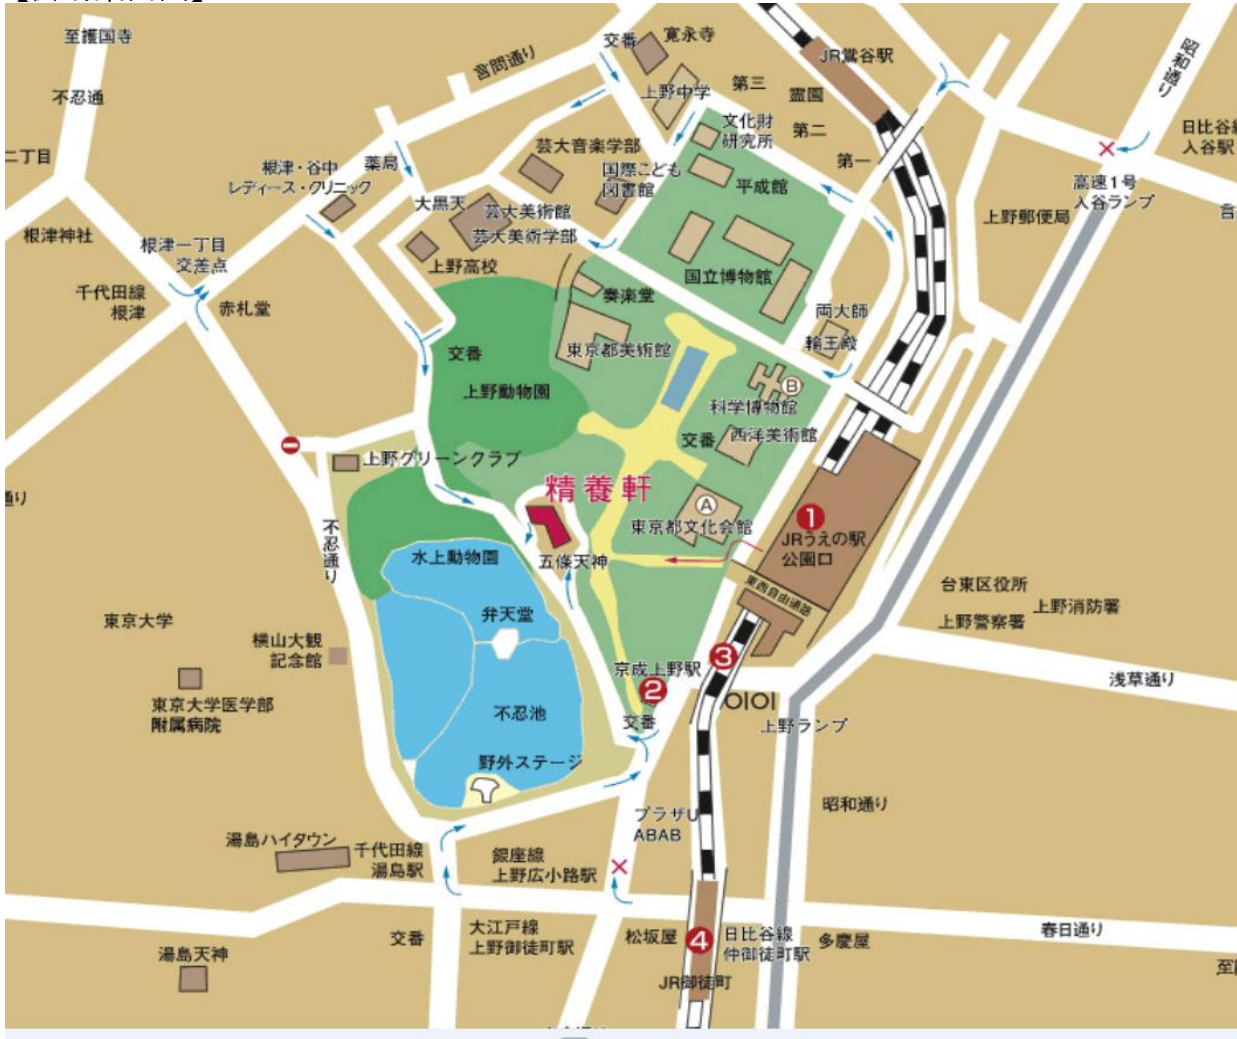 至護国寺
不忍通
二丁目
言問通り
交番
寛永寺
JR鶯谷駅
昭和通り
上野中学
第三
霊園
第二
第一
文化財
研究所
日比谷線
入谷駅
薬局
根津・谷中
レディース・クリニック
芸大音楽学部
国際こども
図書館
平成館
高速1号
入谷ランプ
大黒天
芸大美術館
芸大美術学部
上野郵便局
言
根津神社
根津一丁目
交差点
上野高校
国立博物館
千代田線
根津
赤札堂
奏楽堂
両大師
輪王殿
交番
東京都美術館
上野動物園
B
科学博物館
交番
西洋美術館
上野グリーンクラブ
通り
精養軒
A
東京都文化会館
1
JRうえの駅
公園口
不忍通り
水上動物園
五條天神
東西自由通路
台東区役所
上野消防署
上野警察署
東京大学
弁天堂
横山大観
記念館
京成上野駅
3
2
浅草通り
東京大学医学部
附属病院
不忍池
交番
OIOI
上野ランプ
野外ステージ
プラザU
ABAB
昭和通り
湯島ハイタウン
千代田線
湯島駅
銀座線
上野広小路駅
交番
大江戸線
上野御徒町駅
松坂屋
4
日比谷線
仲御徒町駅
多慶屋
春日通り
湯島天神
JR御徒町